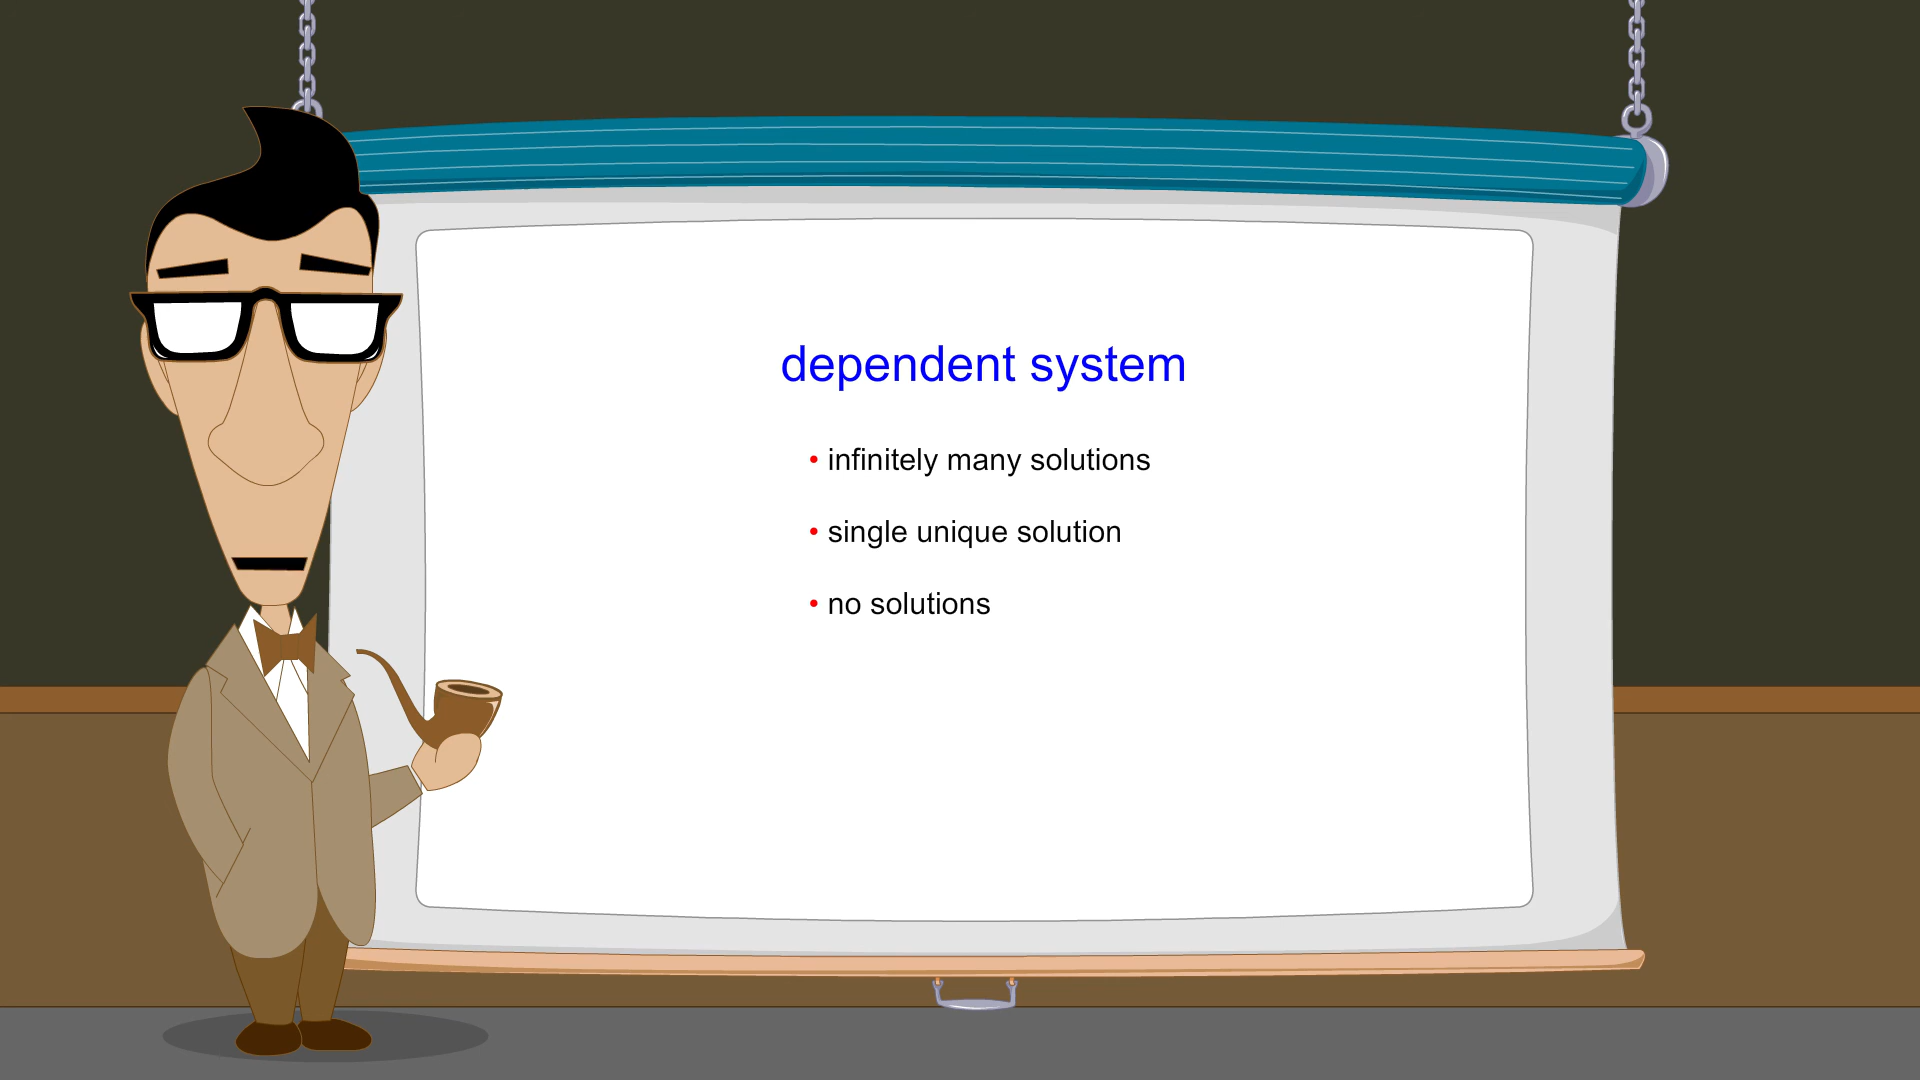 dependent system
• infinitely many solutions
• single unique solution
• no solutions